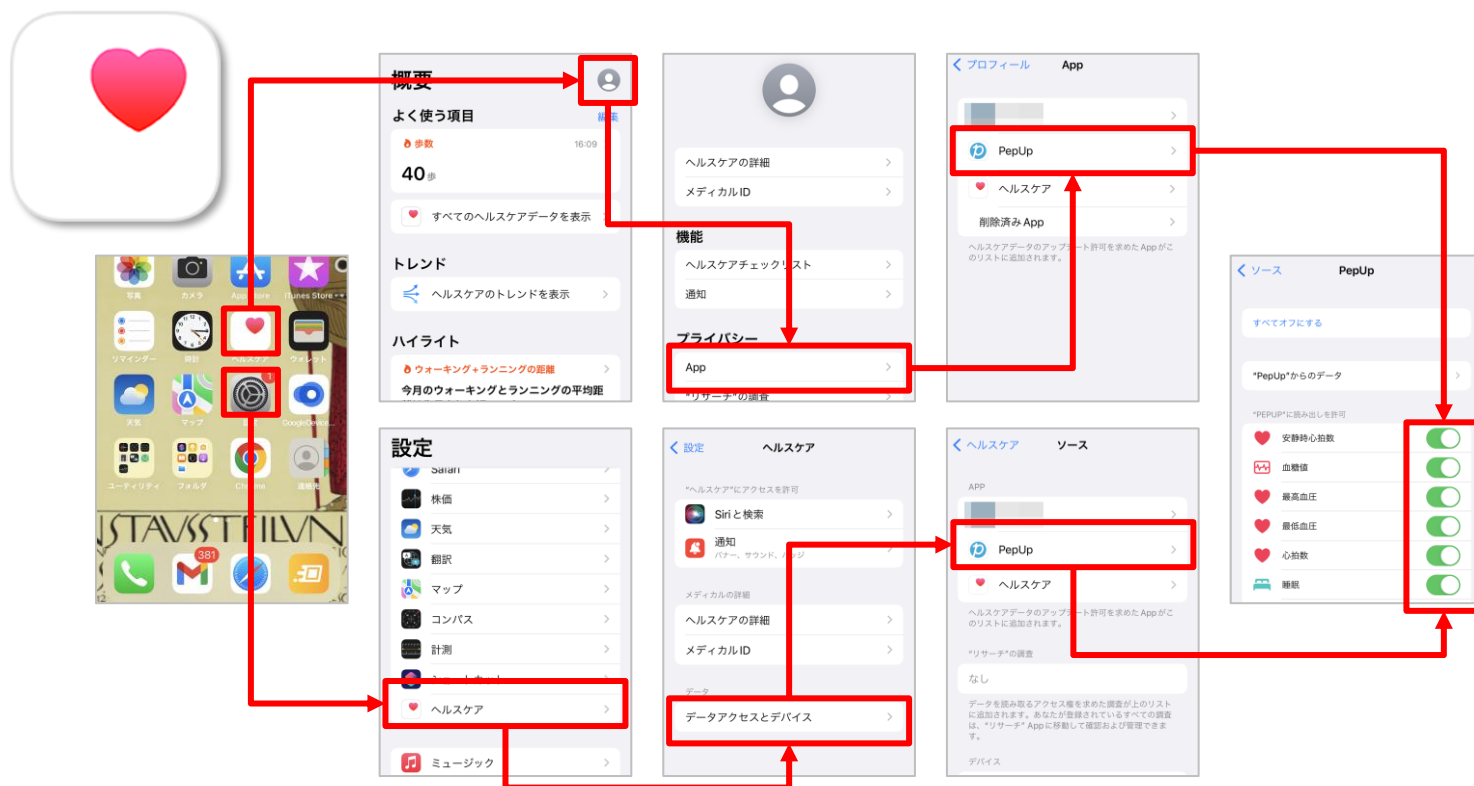 写真
カメラ
App Store
iTunes Store
リマインダー
時計
ヘルスケア
ウォレット
天気
マップ
設定
1
ユーティリティ
フォルダ
Chrome
連絡先
381
概要
よく使う項目
編集
歩数
16:09
40歩
すべてのヘルスケアデータを表示
トレンド
ヘルスケアのトレンドを表示
ハイライト
ウォーキング+ランニングの距離
今月のウォーキングとランニングの平均距
ヘルスケアの詳細
メディカルID
機能
ヘルスケアチェックリスト
通知
プライバシー
App
"リサーチ"の調査
プロフィール
App
PepUp
ヘルスケア
削除済み App
ヘルスケアデータのアップデート許可を求めた Appがこ
のリストに追加されます。
設定
Safari
株価
天気
翻訳
マップ
コンパス
計測
ショートカット
ヘルスケア
ミュージック
設定
ヘルスケア
"ヘルスケア"にアクセスを許可
Siri と検索
通知
バナー、サウンド、バッジ
メディカルの詳細
ヘルスケアの詳細
メディカルID
データ
データアクセスとデバイス
ヘルスケア
ソース
APP
PepUp
ヘルスケア
ヘルスケアデータのアップデート許可を求めた Appがこ
のリストに追加されます。
"リサーチ"の調査
なし
データを読み取るアクセス権を求めた調査が上のリスト
に追加されます。あなたが登録されているすべての調査
は、"リサーチ" Appに移動して確認および管理できま
す。
デバイス
ソース
PepUp
すべてオフにする
"PepUp"からのデータ
"PEPUP"に読み出しを許可
安静時心拍数
血糖値
最高血圧
最低血圧
心拍数
睡眠